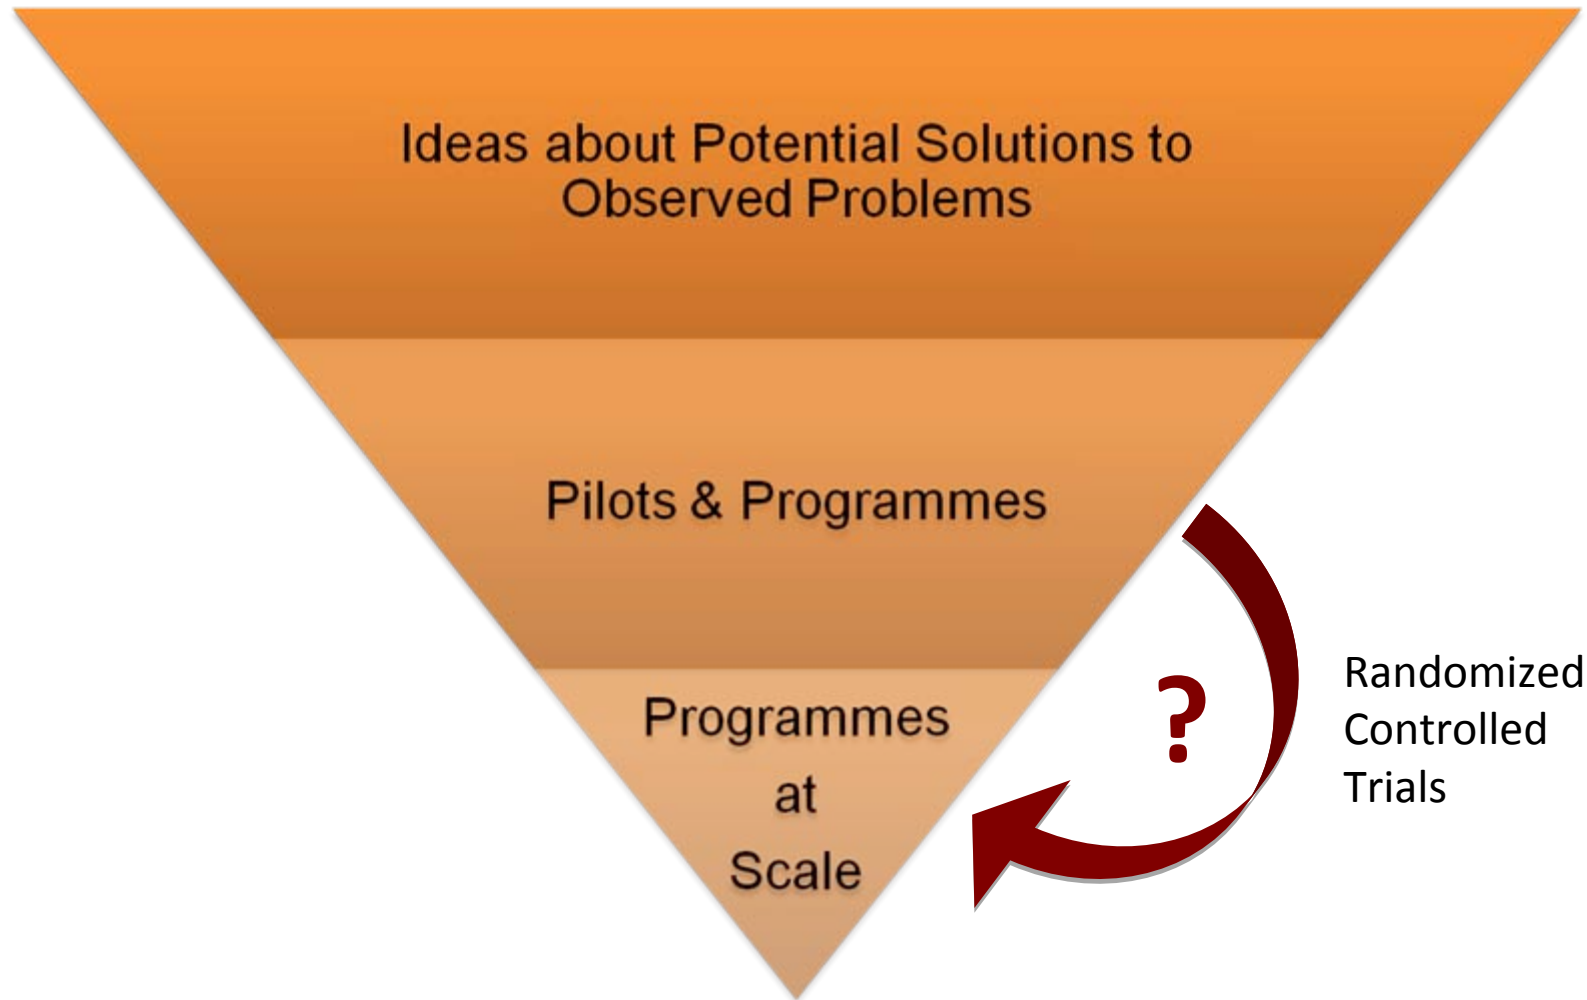 Ideas about Potential Solutions to
Observed Problems
Pilots & Programmes
Programmes
at
Scale
?
Randomized
Controlled
Trials